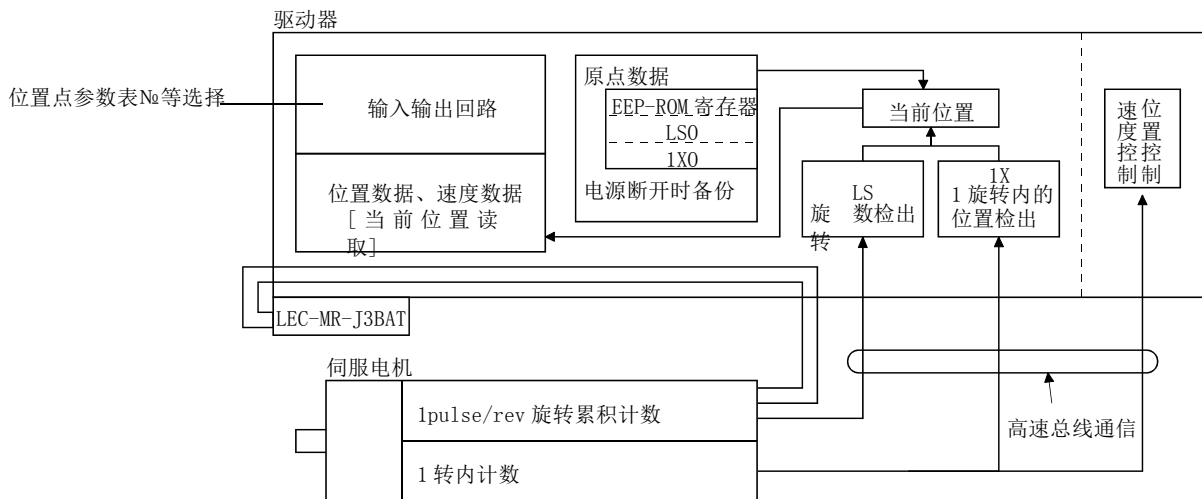 驱动器
位置点参数表№等选择
输入输出回路
位置数据、速度数据
[当前位置读
取]
原点数据
EEP-ROM 寄存器
LSO
1XO
电源断开时备份
当前位置
LS
旋 数检出
转
1X
1 旋转内的
位置检出
速位
度置
控控
制制
LEC-MR-J3BAT
伺服电机
1pulse/rev 旋转累积计数
1 转内计数
高速总线通信